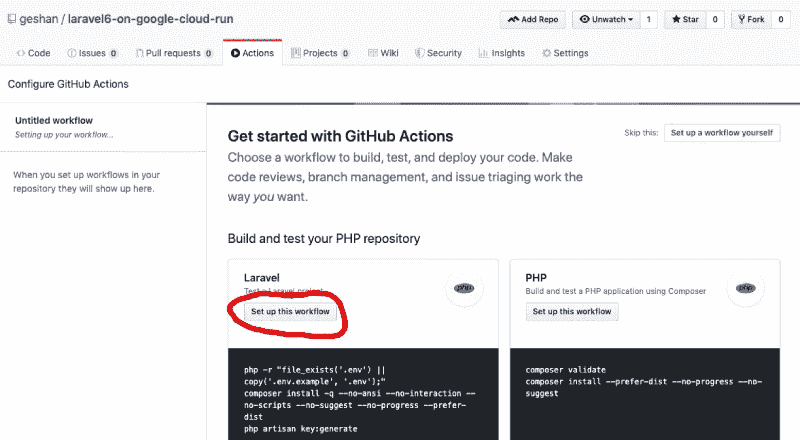 geshan / laravel6-on-google-cloud-run
Add Repo
Unwatch 1
Star 0
Fork 0
Code
Issues 0
Pull requests 0
Actions
Projects 0
Wiki
Security
Insights
Settings
Configure GitHub Actions
Untitled workflow
Setting up your workflow...
When you set up workflows in your
repository they will show up here.
Get started with GitHub Actions
Choose a workflow to build, test, and deploy your code. Make
code reviews, branch management, and issue triaging work the
way you want.
Skip this:
Set up a workflow yourself
Build and test your PHP repository
Laravel
Test a Laravel project
Set up this workflow
php
php -r "file_exists('.env') ||
copy('.env.example', '.env');"
composer install -q --no-ansi --no-interaction --
no-scripts --no-suggest --no-progress --prefer-
dist
php artisan key:generate
PHP
Build and test a PHP application using Composer
Set up this workflow
php
composer validate
composer install --prefer-dist --no-progress --no-
suggest